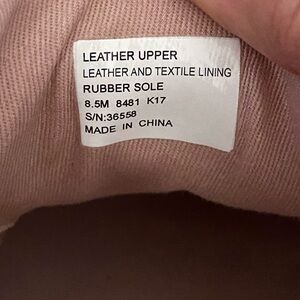 LEATHER UPPER
LEATHER AND TEXTILE LINING
RUBBER SOLE
8.5M 8481 K17
S/N:36558
MADE IN CHINA